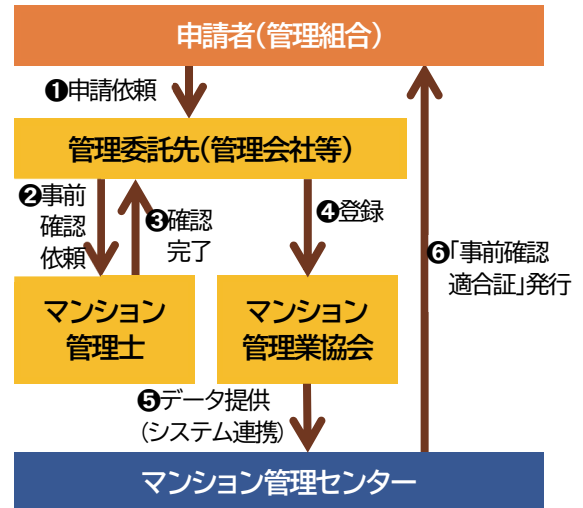 申請者(管理組合)
❶申請依頼
管理委託先(管理会社等)
❷事前
確認
依頼
❸確認
完了
❹登録
❻「事前確認
適合証」発行
マンション
管理士
マンション
管理業協会
❺データ提供
(システム連携)
マンション管理センター